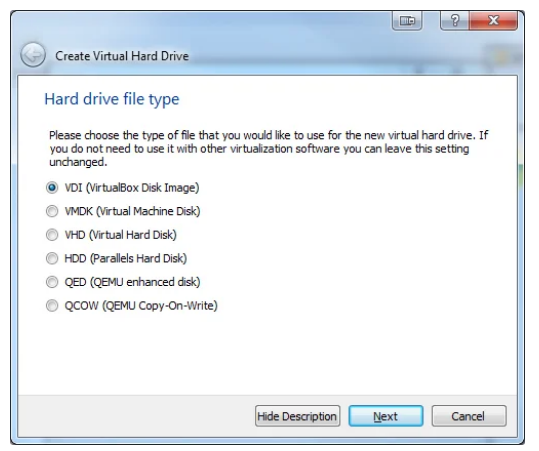 Create Virtual Hard Drive
Hard drive file type
Please choose the type of file that you would like to use for the new virtual hard drive. If
you do not need to use it with other virtualization software you can leave this setting
unchanged.
VDI (VirtualBox Disk Image)
VMDK (Virtual Machine Disk)
VHD (Virtual Hard Disk)
HDD (Parallels Hard Disk)
QED (QEMU enhanced disk)
QCOW (QEMU Copy-On-Write)
Hide Description Next Cancel